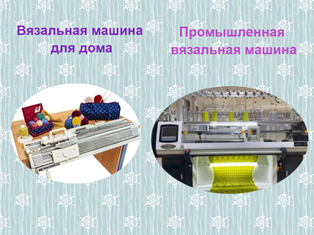 Вязальная машина
для дома
Промышленная
вязальная машина